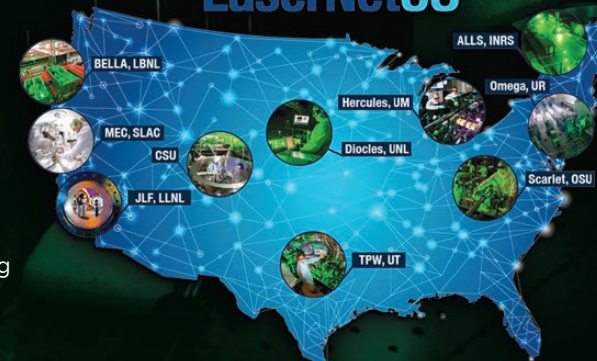 LaserNetUS
ALLS, INRS
BELLA, LBNL
Omega, UR
Hercules, UM
MEC, SLAC
CSU
Diocles, UNL
Scarlet, OSU
JLF, LLNL
TPW, UT